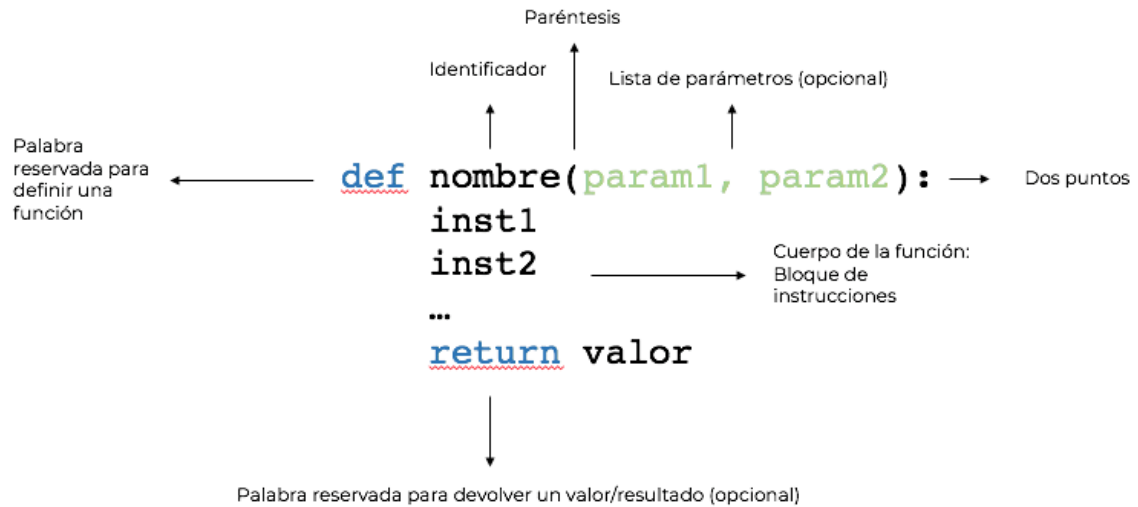 Paréntesis
Identificador
Lista de parámetros (opcional)
Palabra
reservada para
definir una
función
def nombre(param1, param2):
Dos puntos
inst1
inst2
Cuerpo de la función:
Bloque de
instrucciones
…
return valor
Palabra reservada para devolver un valor/resultado (opcional)